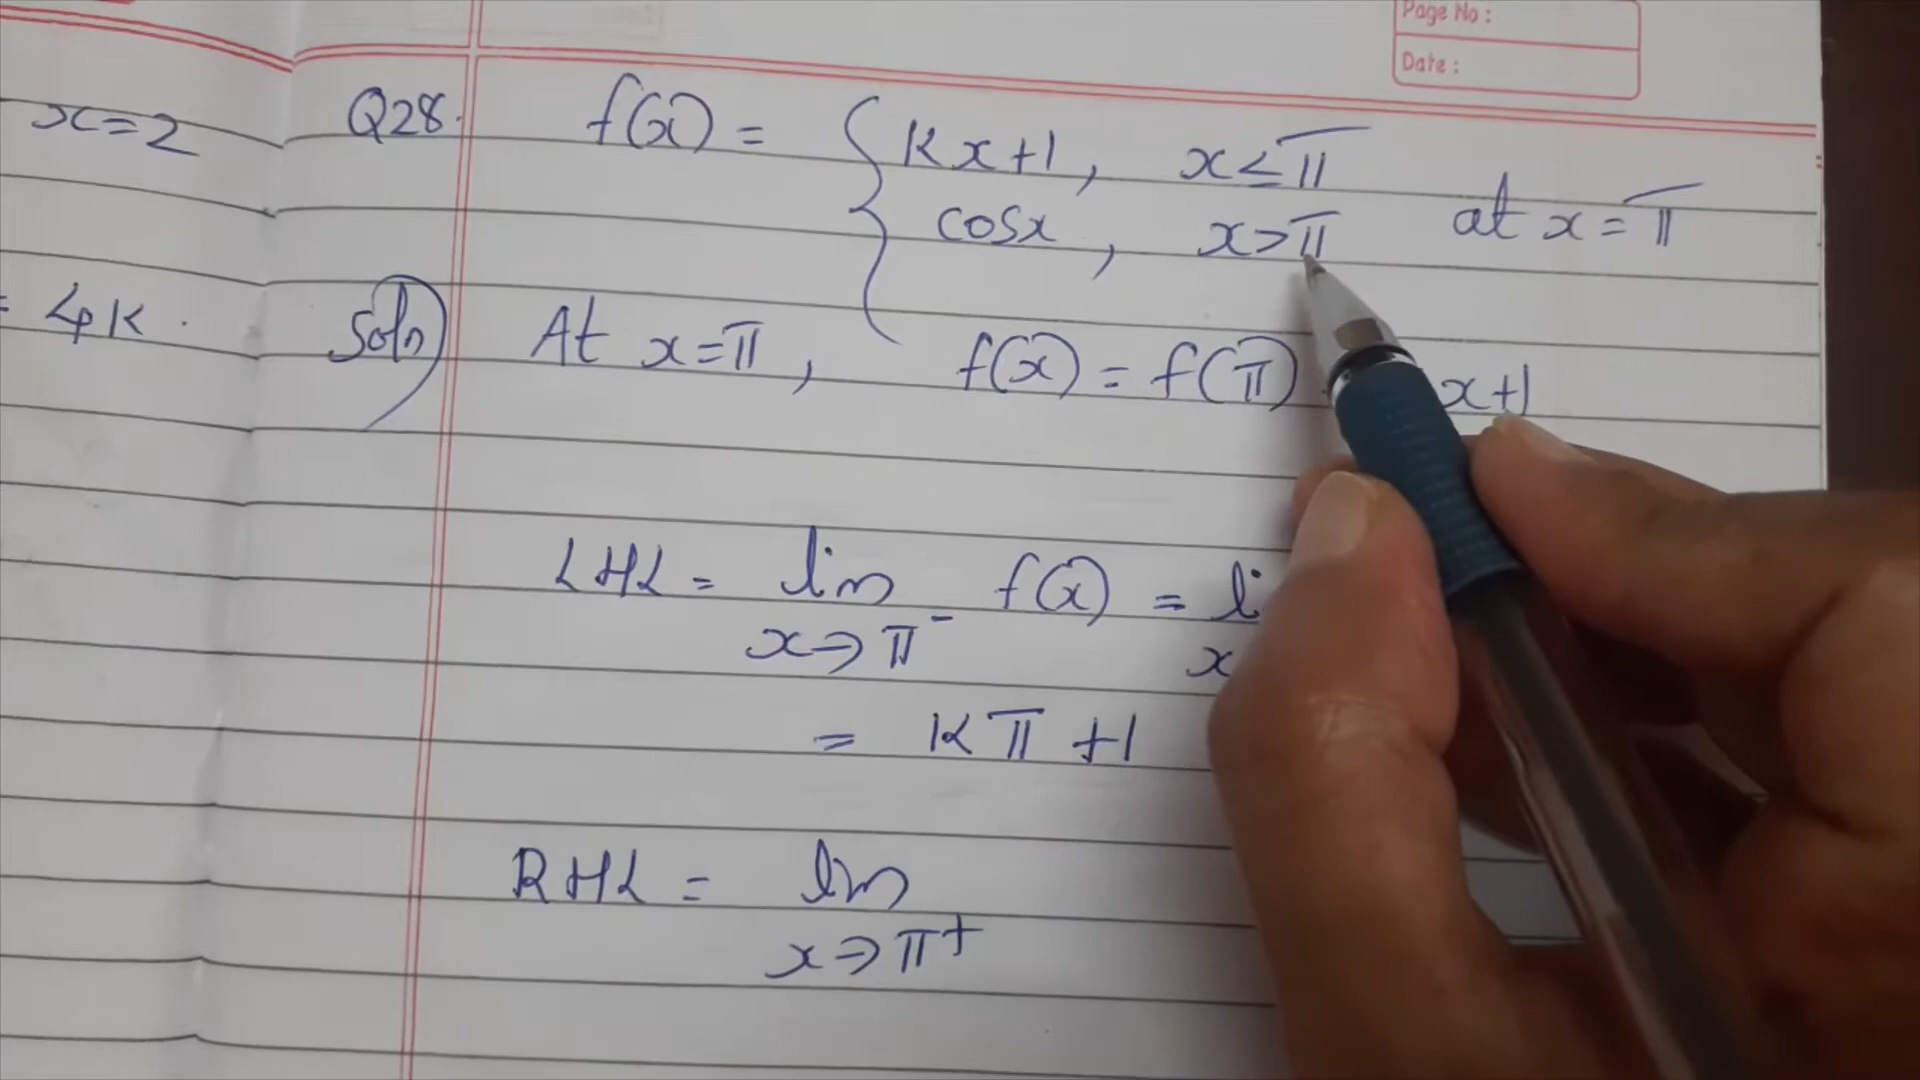 Page No :
Date :
x=2
Q28. f(x) = { kx+1, x≤π
cosx, x>π at x=π
= 4k.
Soln) At x=π, f(x) = f(π) x+1
LHL = lim f(x) = li
x→π⁻ x
= kπ+1
RHL = lim
x→π⁺